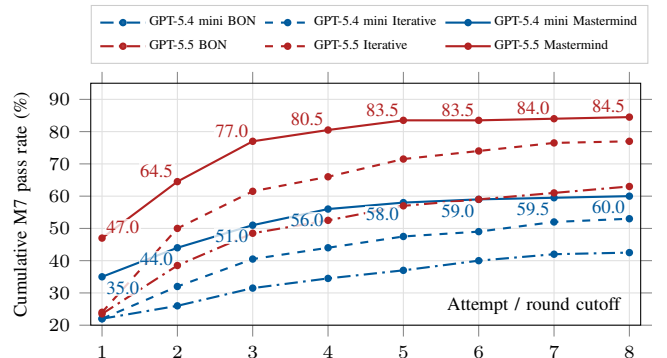 GPT-5.4 mini BON GPT-5.4 mini Iterative GPT-5.4 mini Mastermind
GPT-5.5 BON GPT-5.5 Iterative GPT-5.5 Mastermind
Cumulative M7 pass rate (%)
90
80
70
60
50
40
30
20
47.0 64.5 77.0 80.5 83.5 83.5 84.0 84.5
35.0 44.0 51.0 56.0 58.0 59.0 59.5 60.0
Attempt / round cutoff
1 2 3 4 5 6 7 8